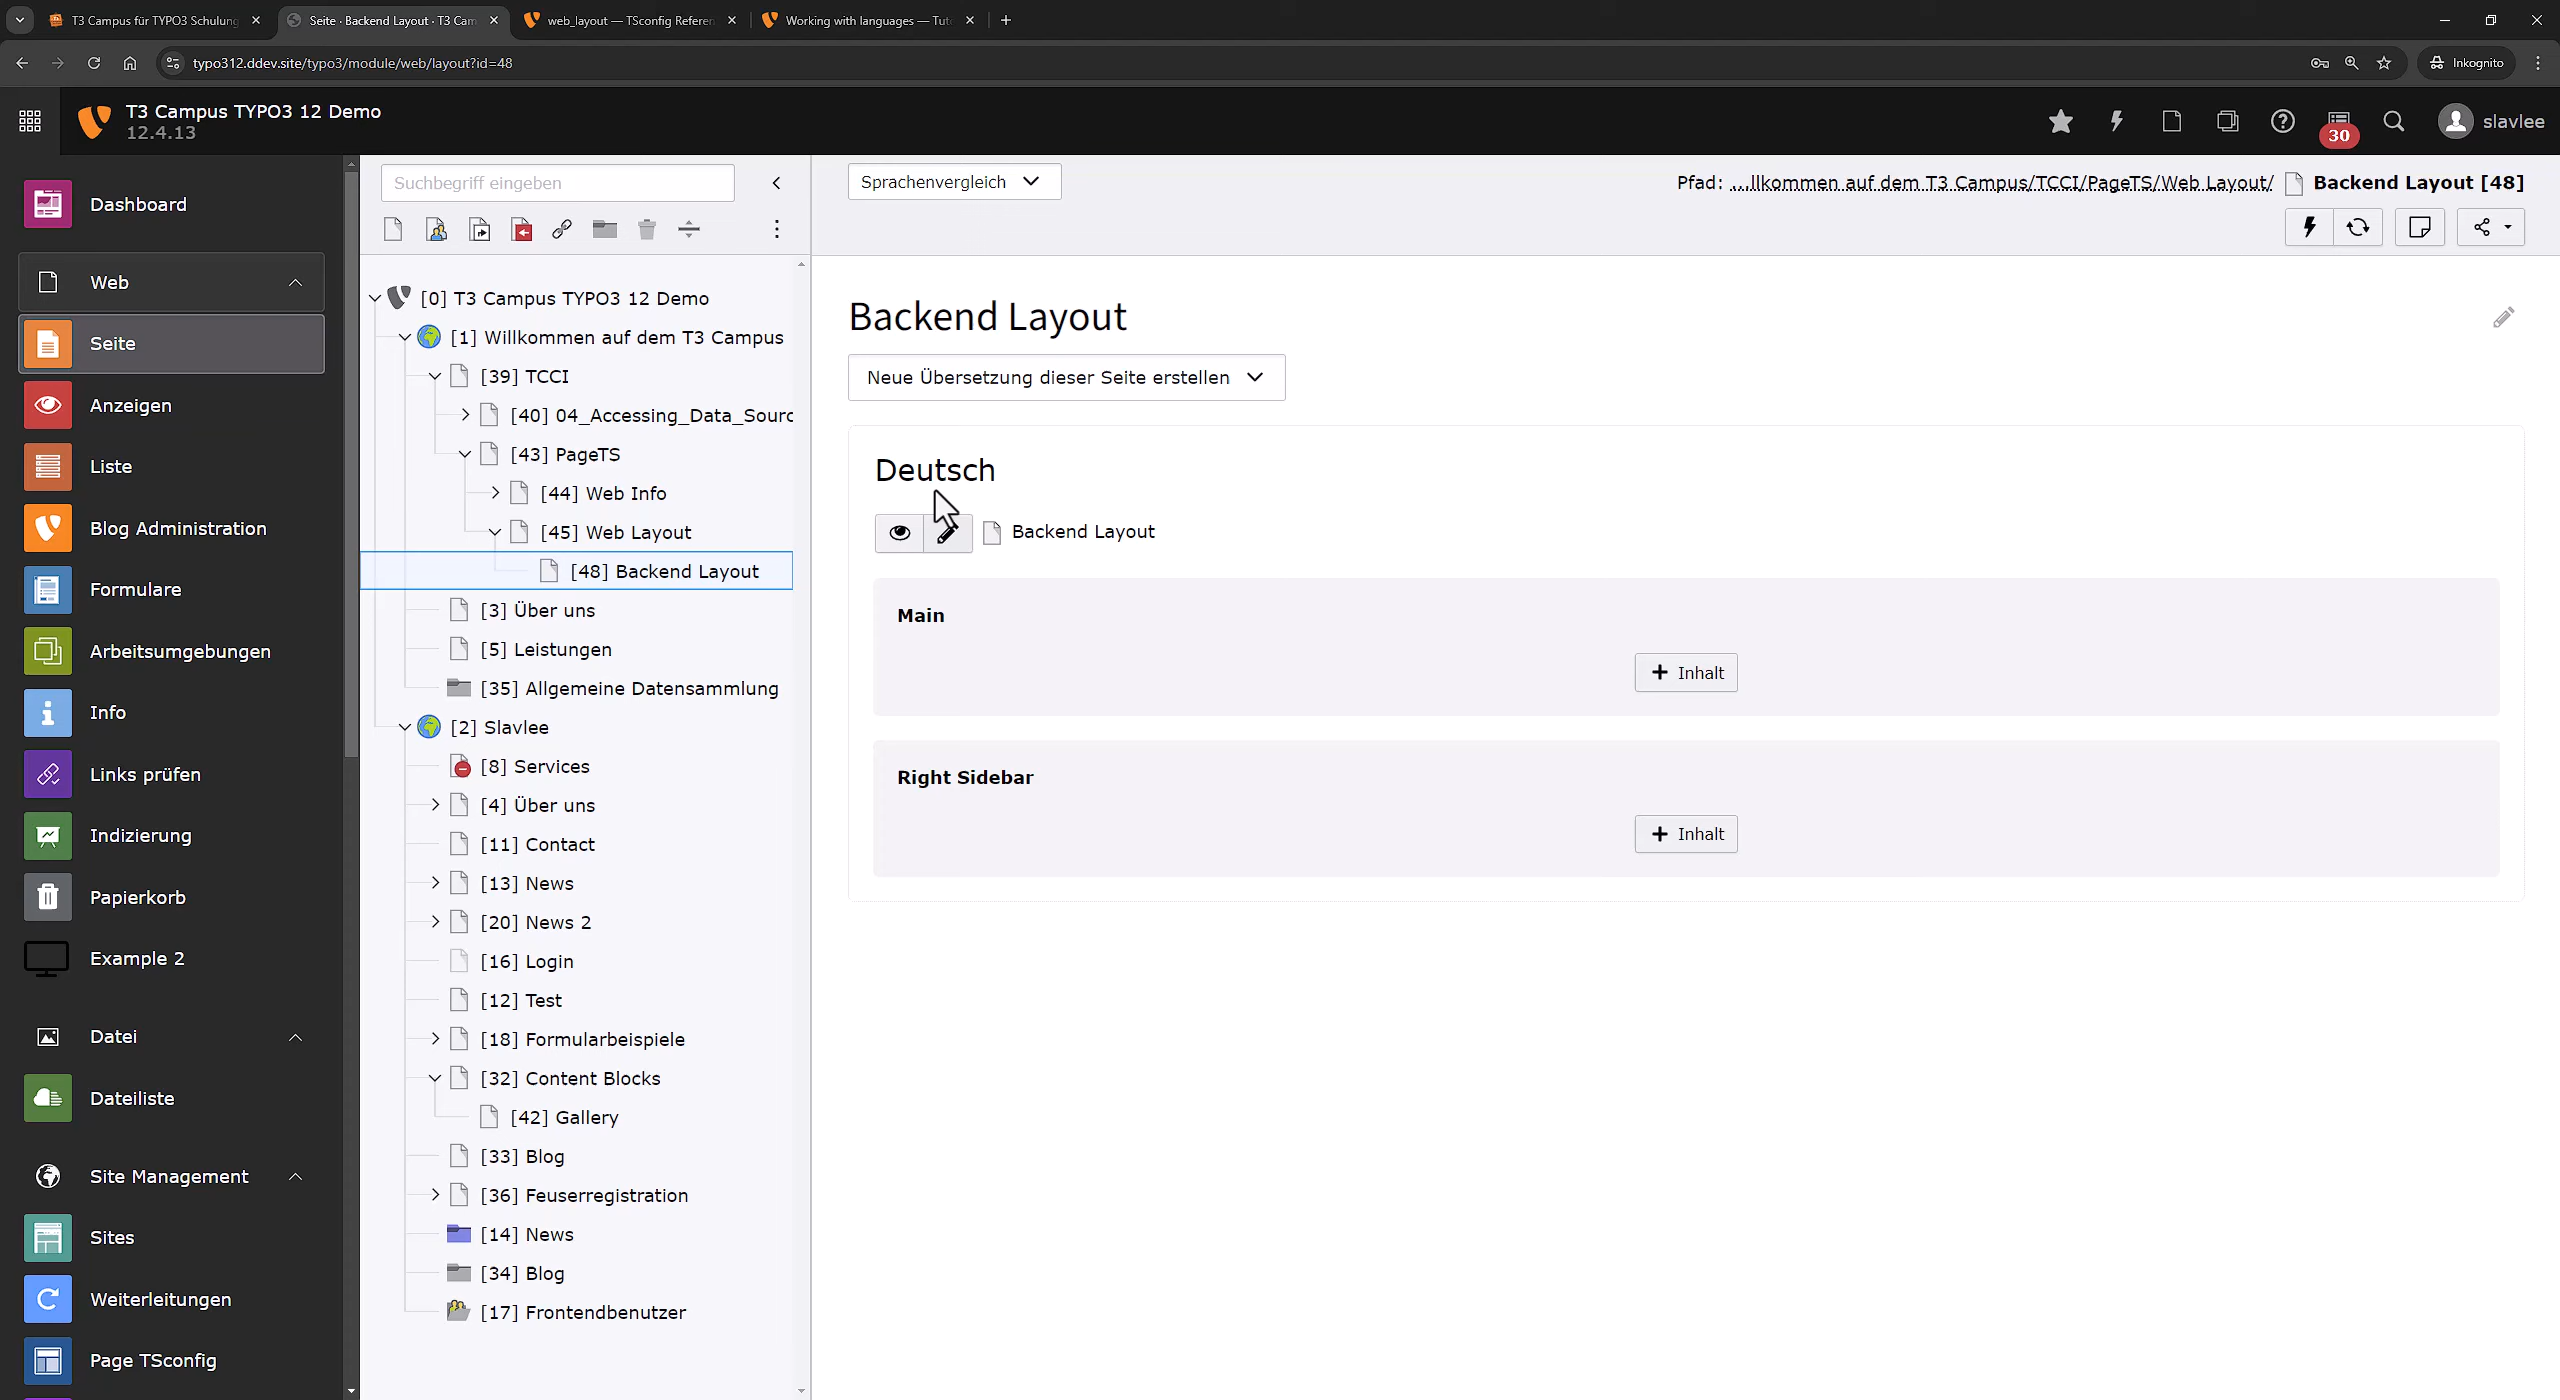 T3 Campus für TYPO3 Schulung
Seite · Backend Layout · T3 Cam
web_layout — TSconfig Referen
Working with languages — Tut
typo312.ddev.site/typo3/module/web/layout?id=48
Inkognito
T3 Campus TYPO3 12 Demo
12.4.13
30
slavlee
Dashboard
Web
Seite
Anzeigen
Liste
Blog Administration
Formulare
Arbeitsumgebungen
Info
Links prüfen
Indizierung
Papierkorb
Example 2
Datei
Dateiliste
Site Management
Sites
Weiterleitungen
Page TSconfig
Suchbegriff eingeben
[0] T3 Campus TYPO3 12 Demo
[1] Willkommen auf dem T3 Campus
[39] TCCI
[40] 04_Accessing_Data_Sourc
[43] PageTS
[44] Web Info
[45] Web Layout
[48] Backend Layout
[3] Über uns
[5] Leistungen
[35] Allgemeine Datensammlung
[2] Slavlee
[8] Services
[4] Über uns
[11] Contact
[13] News
[20] News 2
[16] Login
[12] Test
[18] Formularbeispiele
[32] Content Blocks
[42] Gallery
[33] Blog
[36] Feuserregistration
[14] News
[34] Blog
[17] Frontendbenutzer
Sprachenvergleich
Pfad: ...llkommen auf dem T3 Campus/TCCI/PageTS/Web Layout/ Backend Layout [48]
Backend Layout
Neue Übersetzung dieser Seite erstellen
Deutsch
Backend Layout
Main
+ Inhalt
Right Sidebar
+ Inhalt